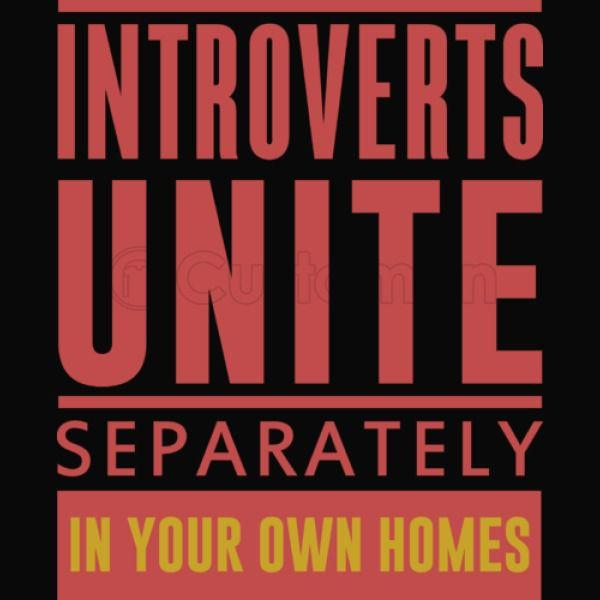 INTROVERTS
UNITE
SEPARATELY
IN YOUR OWN HOMES